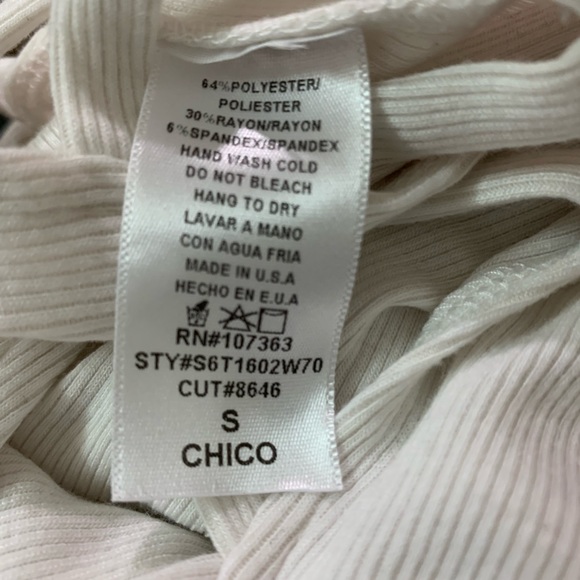 64%POLYESTER/
POLIESTER
30%RAYON/RAYON
6%SPANDEX/SPANDEX
HAND WASH COLD
DO NOT BLEACH
HANG TO DRY
LAVAR A MANO
CON AGUA FRIA
MADE IN U.S.A
HECHO EN E.U.A
RN#107363
STY#S6T1602W70
CUT#8646
S
CHICO